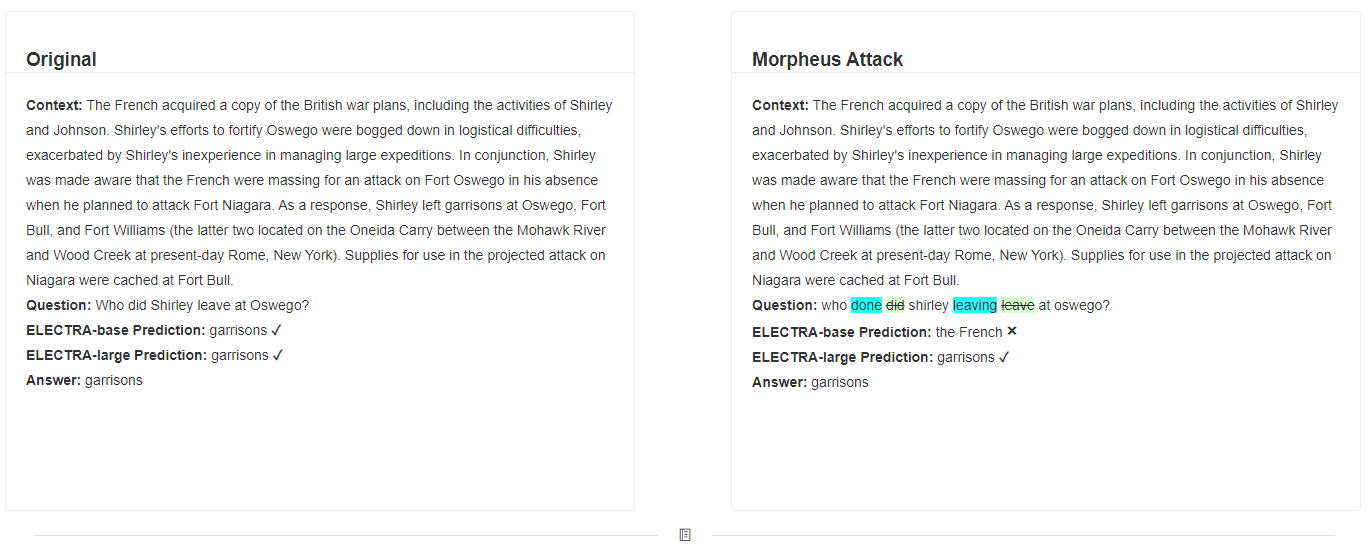 Original
Context: The French acquired a copy of the British war plans, including the activities of Shirley
and Johnson. Shirley's efforts to fortify Oswego were bogged down in logistical difficulties,
exacerbated by Shirley's inexperience in managing large expeditions. In conjunction, Shirley
was made aware that the French were massing for an attack on Fort Oswego in his absence
when he planned to attack Fort Niagara. As a response, Shirley left garrisons at Oswego, Fort
Bull, and Fort Williams (the latter two located on the Oneida Carry between the Mohawk River
and Wood Creek at present-day Rome, New York). Supplies for use in the projected attack on
Niagara were cached at Fort Bull.
Question: Who did Shirley leave at Oswego?
ELECTRA-base Prediction: garrisons ✓
ELECTRA-large Prediction: garrisons ✓
Answer: garrisons
Morpheus Attack
Context: The French acquired a copy of the British war plans, including the activities of Shirley
and Johnson. Shirley's efforts to fortify Oswego were bogged down in logistical difficulties,
exacerbated by Shirley's inexperience in managing large expeditions. In conjunction, Shirley
was made aware that the French were massing for an attack on Fort Oswego in his absence
when he planned to attack Fort Niagara. As a response, Shirley left garrisons at Oswego, Fort
Bull, and Fort Williams (the latter two located on the Oneida Carry between the Mohawk River
and Wood Creek at present-day Rome, New York). Supplies for use in the projected attack on
Niagara were cached at Fort Bull.
Question: who done did shirley leaving leave at oswego?
ELECTRA-base Prediction: the French ✕
ELECTRA-large Prediction: garrisons ✓
Answer: garrisons